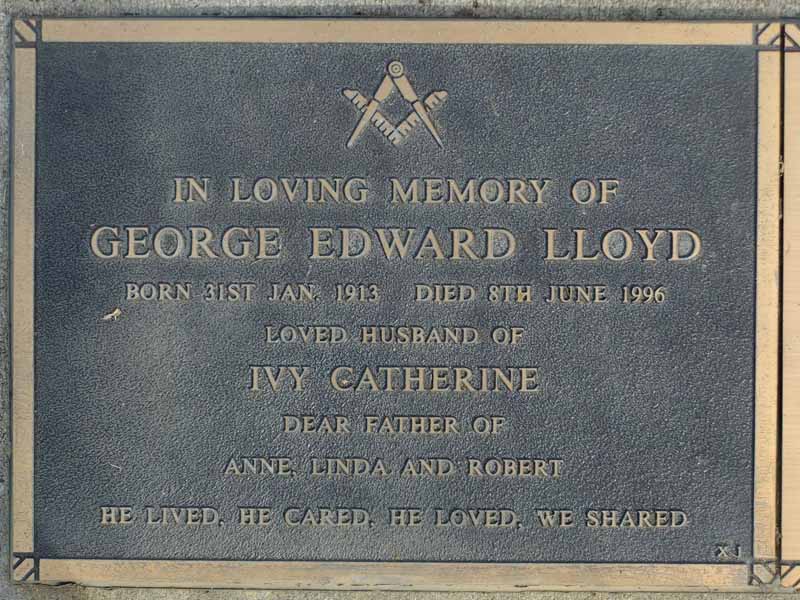 IN LOVING MEMORY OF
GEORGE EDWARD LLOYD
BORN 31ST JAN. 1913 DIED 8TH JUNE 1996
LOVED HUSBAND OF
IVY CATHERINE
DEAR FATHER OF
ANNE, LINDA AND ROBERT
HE LIVED, HE CARED, HE LOVED, WE SHARED
XJ